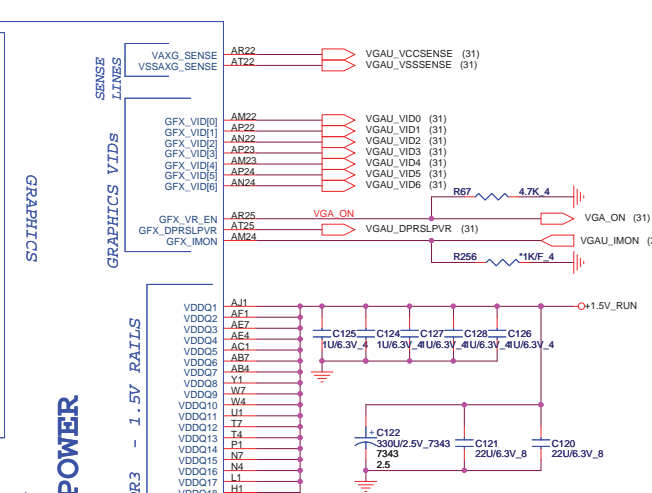 VAXG_SENSE AR22 VGAU_VCCSENSE (31)
VSSAXG_SENSE AT22 VGAU_VSSSENSE (31)
SENSE
LINES
GFX_VID[0] AM22 VGAU_VID0 (31)
GFX_VID[1] AP22 VGAU_VID1 (31)
GFX_VID[2] AN22 VGAU_VID2 (31)
GFX_VID[3] AP23 VGAU_VID3 (31)
GFX_VID[4] AM23 VGAU_VID4 (31)
GFX_VID[5] AP24 VGAU_VID5 (31)
GFX_VID[6] AN24 VGAU_VID6 (31)
GRAPHICS VIDs
GRAPHICS
R67 4.7K_4
GFX_VR_EN AR25 VGA_ON VGA_ON (31)
GFX_DPRSLPVR AT25 VGAU_DPRSLPVR (31)
GFX_IMON AM24 VGAU_IMON
R256 *1K/F_4
VDDQ1 AJ1 +1.5V_RUN
VDDQ2 AF1
VDDQ3 AE7
VDDQ4 AE4
VDDQ5 AC1
VDDQ6 AB7
VDDQ7 AB4
VDDQ8 Y1
VDDQ9 W7
VDDQ10 W4
VDDQ11 U1
VDDQ12 T7
VDDQ13 T4
VDDQ14 P1
VDDQ15 N7
VDDQ16 N4
VDDQ17 L1
VDDQ18 H1
C125 C124 C127 C128 C126
1U/6.3V_4 1U/6.3V_4 1U/6.3V_4 1U/6.3V_4 1U/6.3V_4
- 1.5V RAILS
POWER
+ C122
330U/2.5V_7343
7343
2.5
C121
22U/6.3V_8
C120
22U/6.3V_8